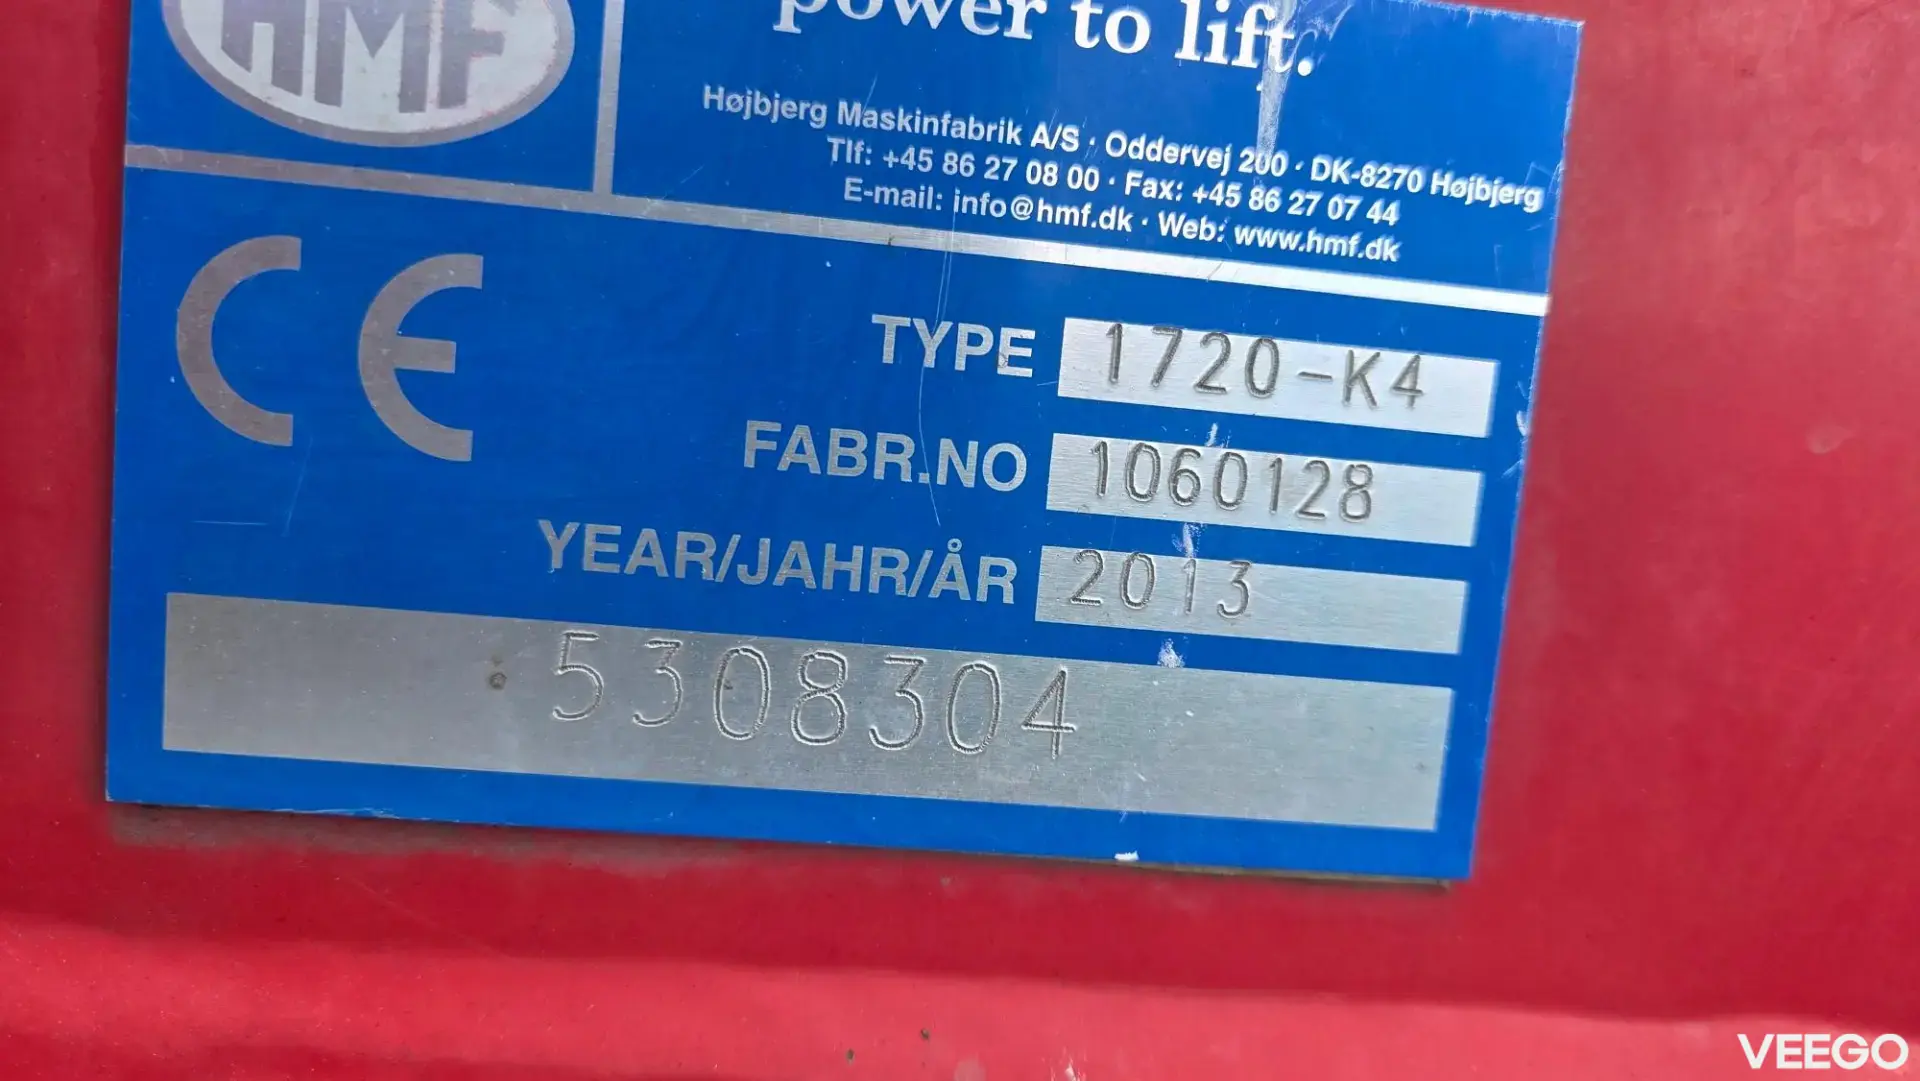 HMF
power to lift.
Højbjerg Maskinfabrik A/S · Oddervej 200 · DK-8270 Højbjerg
Tlf: +45 86 27 08 00 · Fax: +45 86 27 07 44
E-mail: info@hmf.dk · Web: www.hmf.dk
CE
TYPE 1720-K4
FABR.NO 1060128
YEAR/JAHR/ÅR 2013
5308304
VEEGO